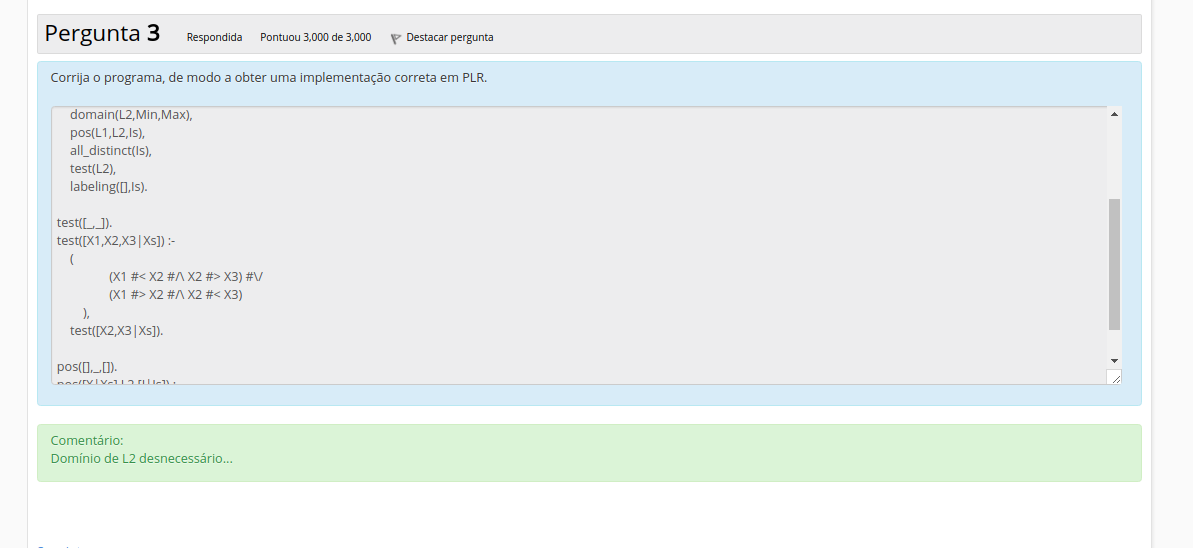 Pergunta 3 Respondida Pontuou 3,000 de 3,000 Destacar pergunta
Corrija o programa, de modo a obter uma implementação correta em PLR.
domain(L2,Min,Max),
pos(L1,L2,Is),
all_distinct(Is),
test(L2),
labeling([],Is).
test([_,_]).
test([X1,X2,X3|Xs]) :-
(
(X1 #< X2 #/\ X2 #> X3) #\/
(X1 #> X2 #/\ X2 #< X3)
),
test([X2,X3|Xs]).
pos([],_,[]).
Comentário:
Domínio de L2 desnecessário...